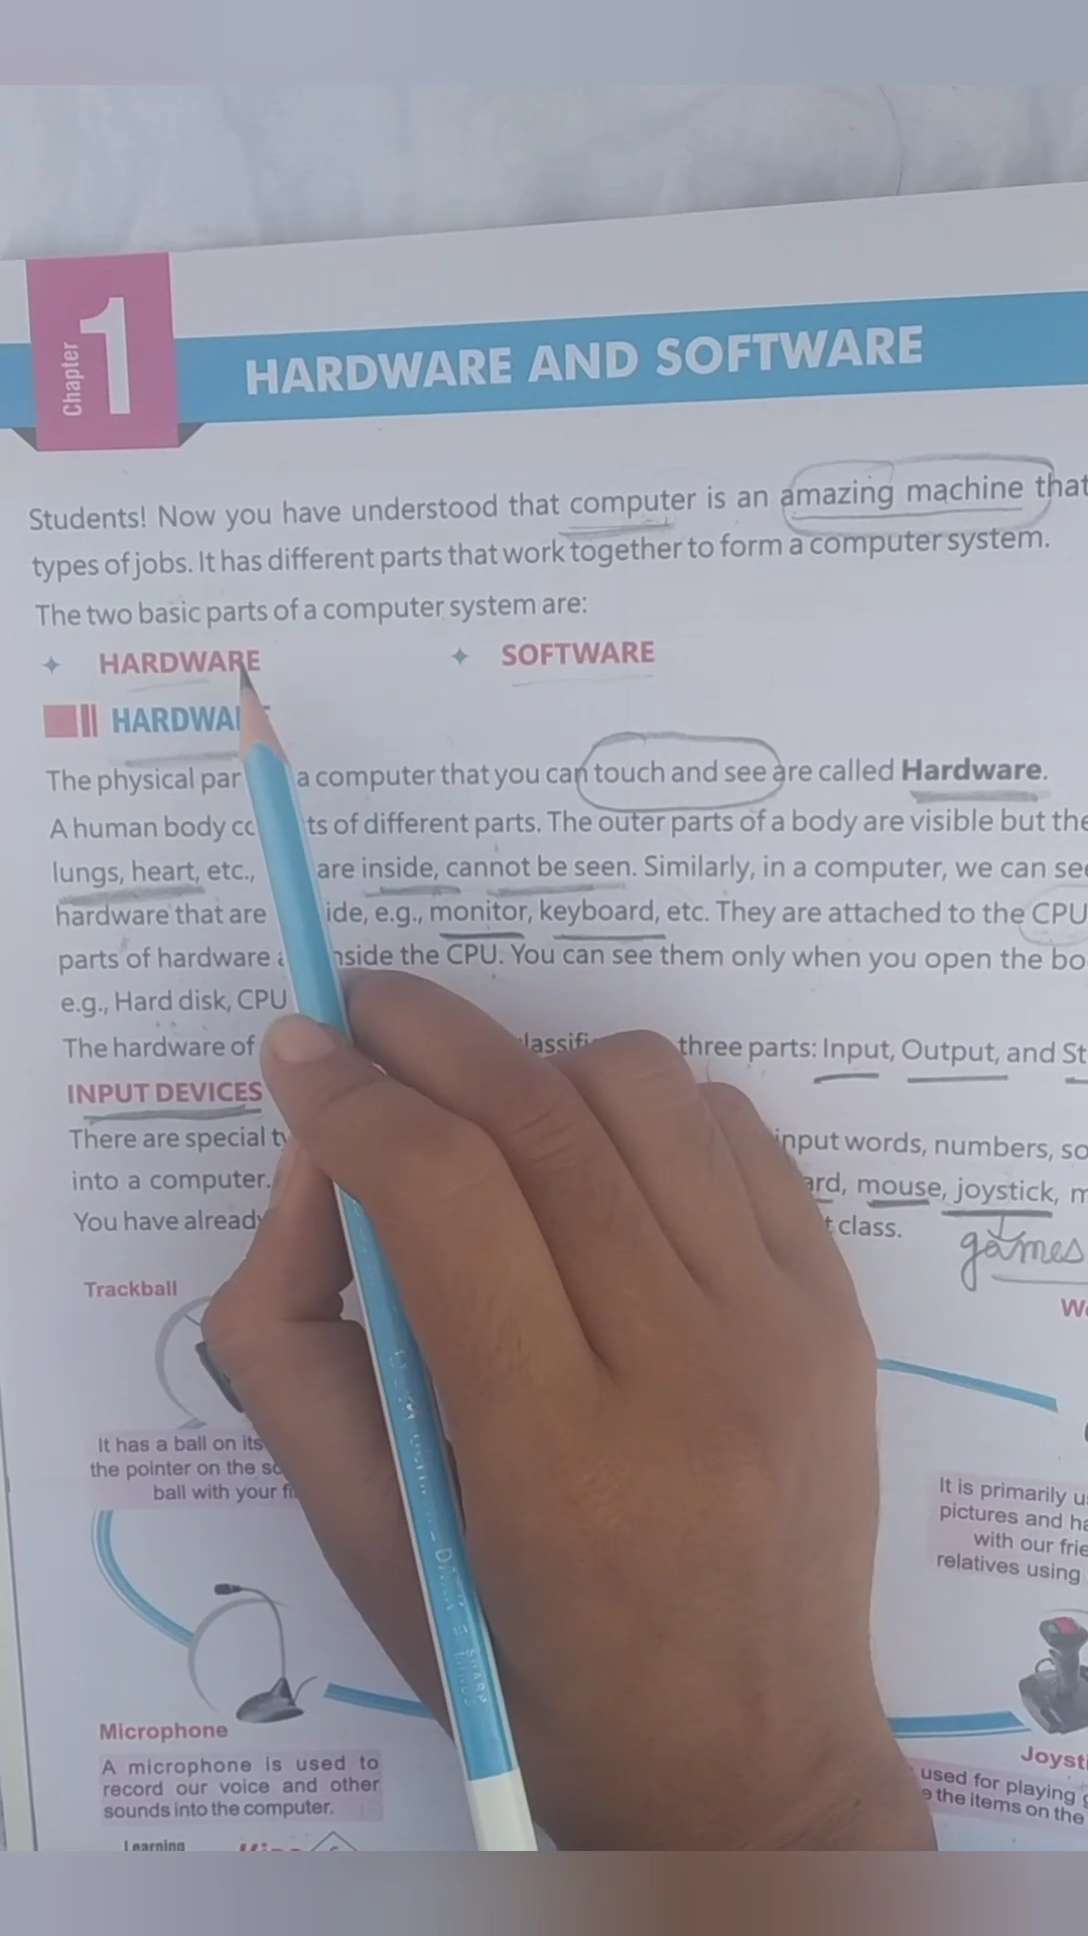 Chapter 1
HARDWARE AND SOFTWARE
Students! Now you have understood that computer is an amazing machine that
types of jobs. It has different parts that work together to form a computer system.
The two basic parts of a computer system are:
HARDWARE SOFTWARE
HARDWA
The physical par a computer that you can touch and see are called Hardware.
A human body co ts of different parts. The outer parts of a body are visible but the
lungs, heart, etc., are inside, cannot be seen. Similarly, in a computer, we can see
hardware that are ide, e.g., monitor, keyboard, etc. They are attached to the CPU
parts of hardware nside the CPU. You can see them only when you open the bo
e.g., Hard disk, CPU
The hardware of lassifi three parts: Input, Output, and St
INPUT DEVICES
There are special ty input words, numbers, so
into a computer. ard, mouse, joystick, m
You have already t class.
games
Trackball
We
It has a ball on its
the pointer on the sc
ball with your fi
It is primarily u
pictures and ha
with our frie
relatives using
Microphone
A microphone is used to
record our voice and other
sounds into the computer.
Joysti
used for playing g
e the items on the
Learning